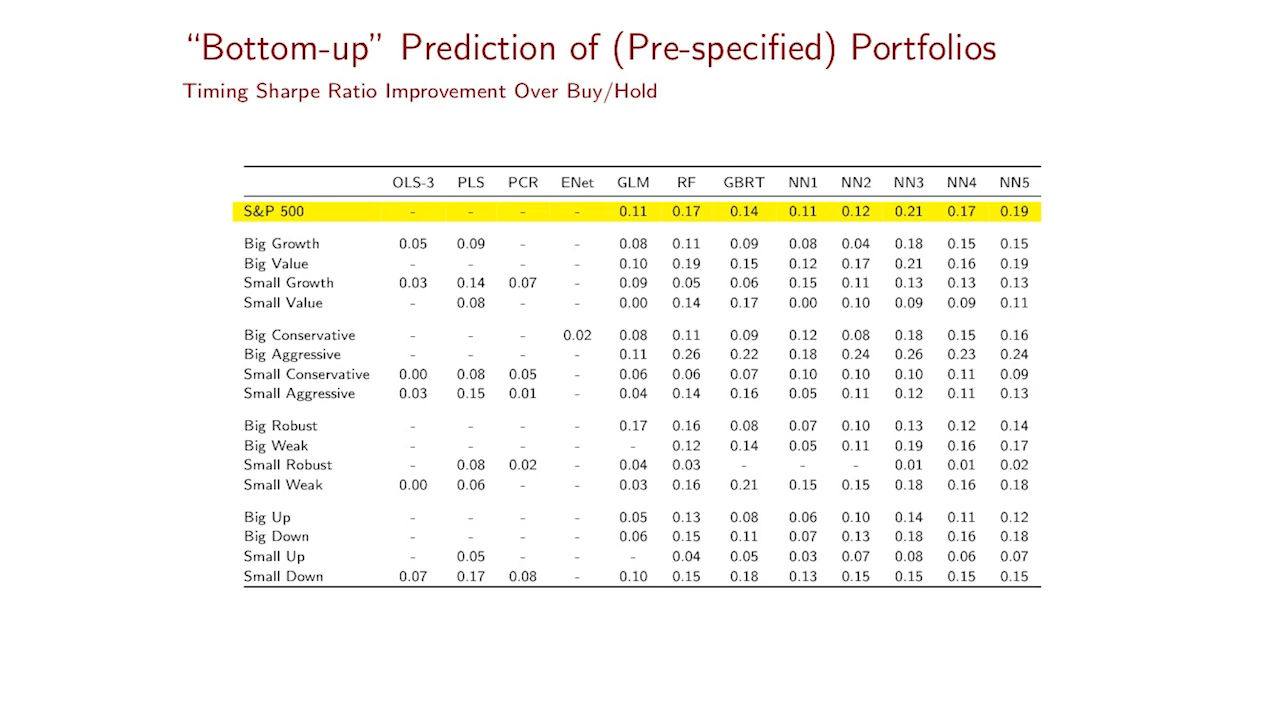 “Bottom-up” Prediction of (Pre-specified) Portfolios
Timing Sharpe Ratio Improvement Over Buy/Hold
OLS-3 PLS PCR ENet GLM RF GBRT NN1 NN2 NN3 NN4 NN5
S&P 500 - - - - 0.11 0.17 0.14 0.11 0.12 0.21 0.17 0.19
Big Growth 0.05 0.09 - - 0.08 0.11 0.09 0.08 0.04 0.18 0.15 0.15
Big Value - - - - 0.10 0.19 0.15 0.12 0.17 0.21 0.16 0.19
Small Growth 0.03 0.14 0.07 - 0.09 0.05 0.06 0.15 0.11 0.13 0.13 0.13
Small Value - 0.08 - - 0.00 0.14 0.17 0.00 0.10 0.09 0.09 0.11
Big Conservative - - - 0.02 0.08 0.11 0.09 0.12 0.08 0.18 0.15 0.16
Big Aggressive - - - - 0.11 0.26 0.22 0.18 0.24 0.26 0.23 0.24
Small Conservative 0.00 0.08 0.05 - 0.06 0.06 0.07 0.10 0.10 0.10 0.11 0.09
Small Aggressive 0.03 0.15 0.01 - 0.04 0.14 0.16 0.05 0.11 0.12 0.11 0.13
Big Robust - - - - 0.17 0.16 0.08 0.07 0.10 0.13 0.12 0.14
Big Weak - - - - - 0.12 0.14 0.05 0.11 0.19 0.16 0.17
Small Robust - 0.08 0.02 - 0.04 0.03 - - - 0.01 0.01 0.02
Small Weak 0.00 0.06 - - 0.03 0.16 0.21 0.15 0.15 0.18 0.16 0.18
Big Up - - - - 0.05 0.13 0.08 0.06 0.10 0.14 0.11 0.12
Big Down - - - - 0.06 0.15 0.11 0.07 0.13 0.18 0.16 0.18
Small Up - 0.05 - - - 0.04 0.05 0.03 0.07 0.08 0.06 0.07
Small Down 0.07 0.17 0.08 - 0.10 0.15 0.18 0.13 0.15 0.15 0.15 0.15